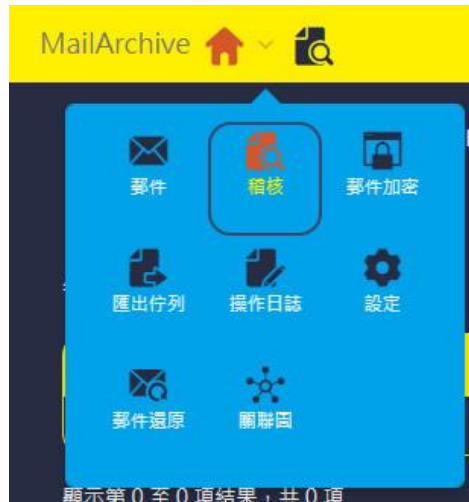 MailArchive
郵件
稽核
郵件加密
匯出佇列
操作日誌
設定
郵件還原
關聯圖
顯示第 0 至 0 項結果，共 0 項